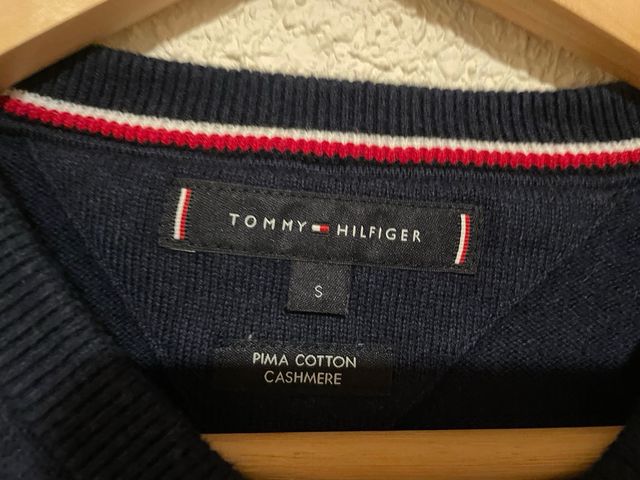 TOMMY HILFIGER
S
PIMA COTTON
CASHMERE